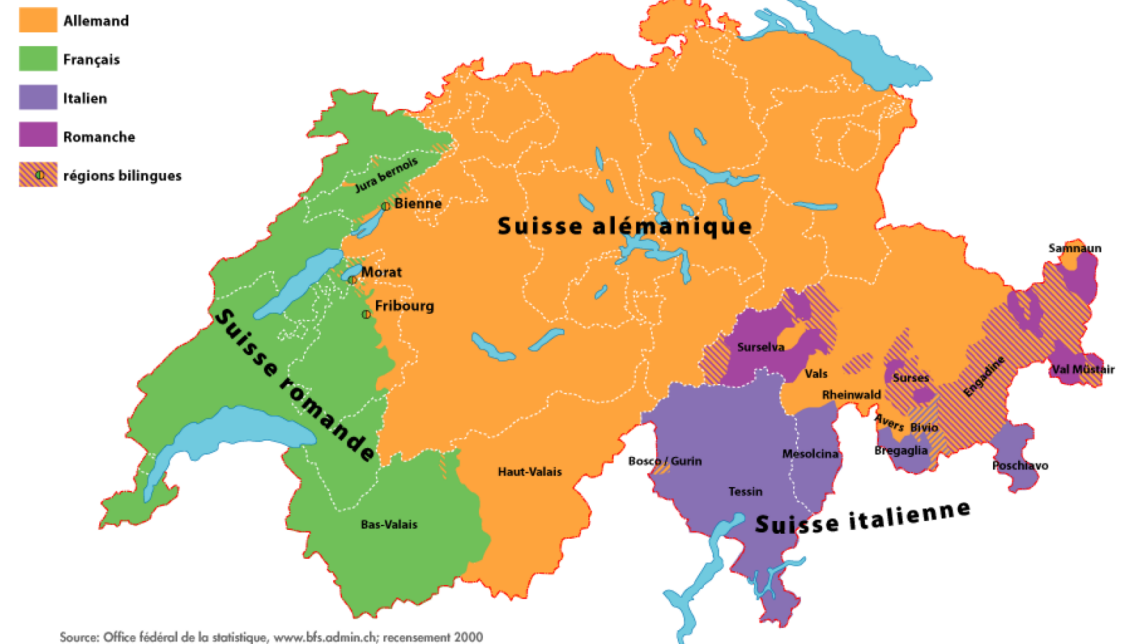 Allemand
Français
Italien
Romanche
régions bilingues
Jura bernois
Bienne
Suisse alémanique
Samnaun
Morat
Fribourg
Suisse romande
Surselva
Vals
Surses
Engadine
Val Müstair
Rheinwald
Avers
Bivio
Bregaglia
Mesolcina
Bosco / Gurin
Poschiavo
Haut-Valais
Tessin
Suisse italienne
Bas-Valais
Source: Office fédéral de la statistique, www.bfs.admin.ch; recensement 2000